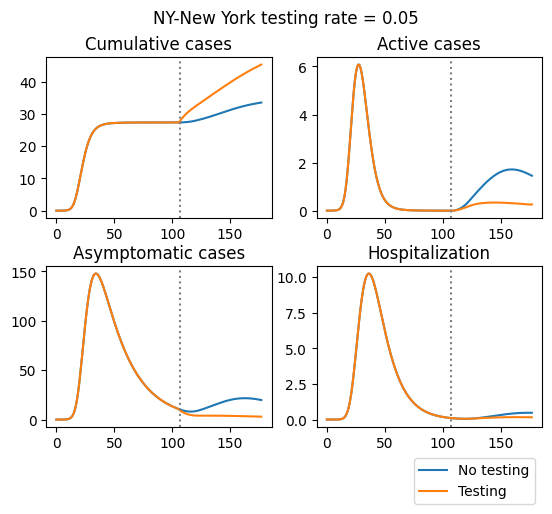 NY-New York testing rate = 0.05
Cumulative cases
Active cases
40
30
20
10
0
0 50 100 150
6
4
2
0
0 50 100 150
Asymptomatic cases
Hospitalization
150
100
50
0
0 50 100 150
10.0
7.5
5.0
2.5
0.0
0 50 100 150
No testing
Testing